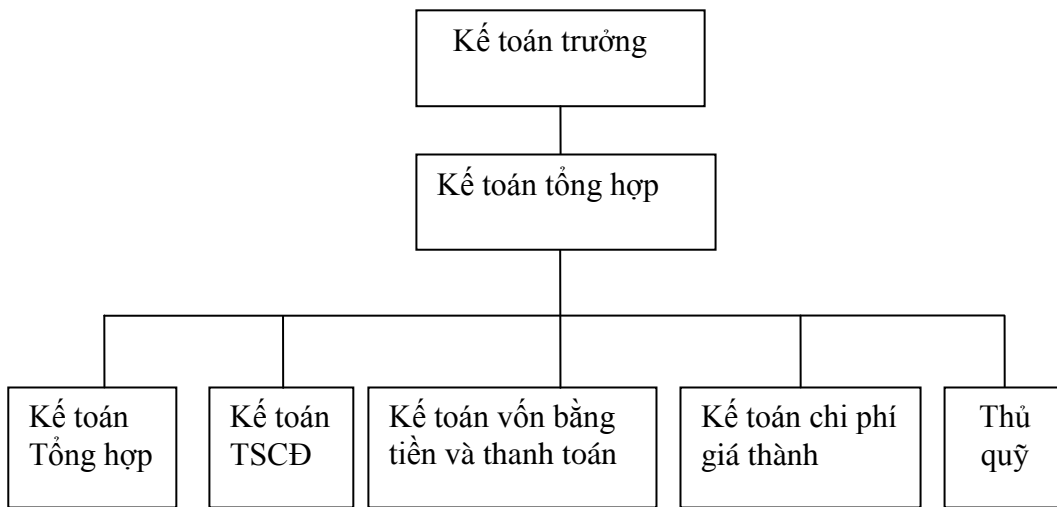 Kế toán trưởng
Kế toán tổng hợp
Kế toán
Tổng hợp
Kế toán
TSCĐ
Kế toán vốn bằng
tiền và thanh toán
Kế toán chi phí
giá thành
Thủ
quỹ